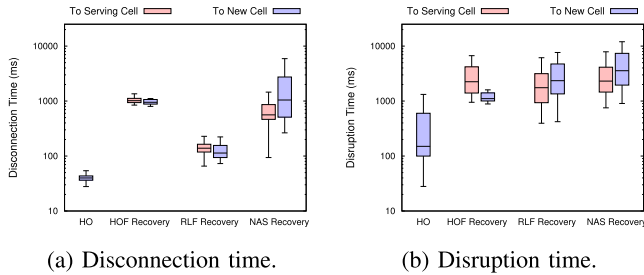 To Serving Cell To New Cell
Disconnection Time (ms)
10000
1000
100
10
HO HOF Recovery RLF Recovery NAS Recovery
(a) Disconnection time.
To Serving Cell To New Cell
Disruption Time (ms)
10000
1000
100
10
HO HOF Recovery RLF Recovery NAS Recovery
(b) Disruption time.